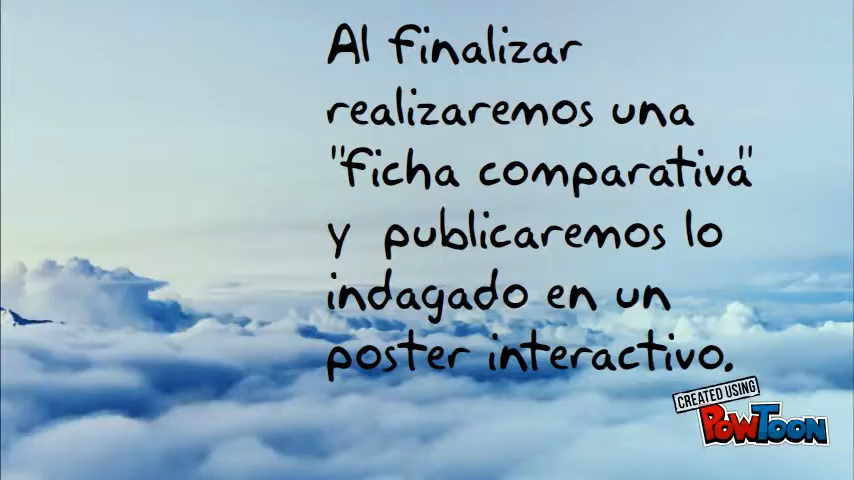 Al finalizar
realizaremos una
"ficha comparativa"
y publicaremos lo
indagado en un
poster interactivo.
CREATED USING
POWTOON